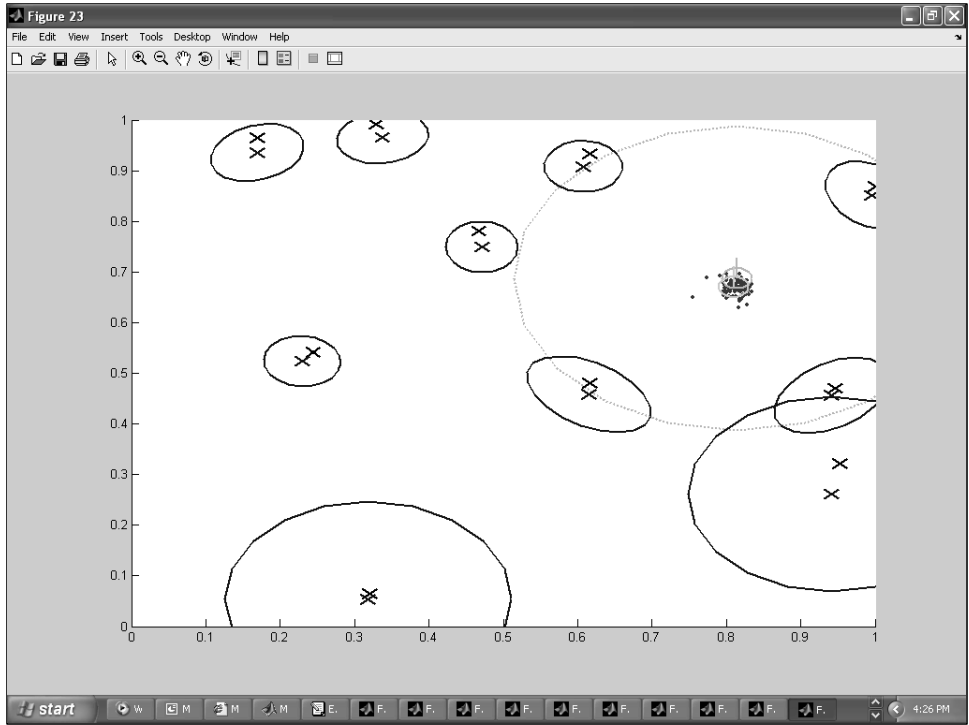 Figure 23
File Edit View Insert Tools Desktop Window Help
1
0.9
0.8
0.7
0.6
0.5
0.4
0.3
0.2
0.1
0
0 0.1 0.2 0.3 0.4 0.5 0.6 0.7 0.8 0.9 1
start W M M M E. F. F. F. F. F. F. F. F. F. F. 4:26 PM